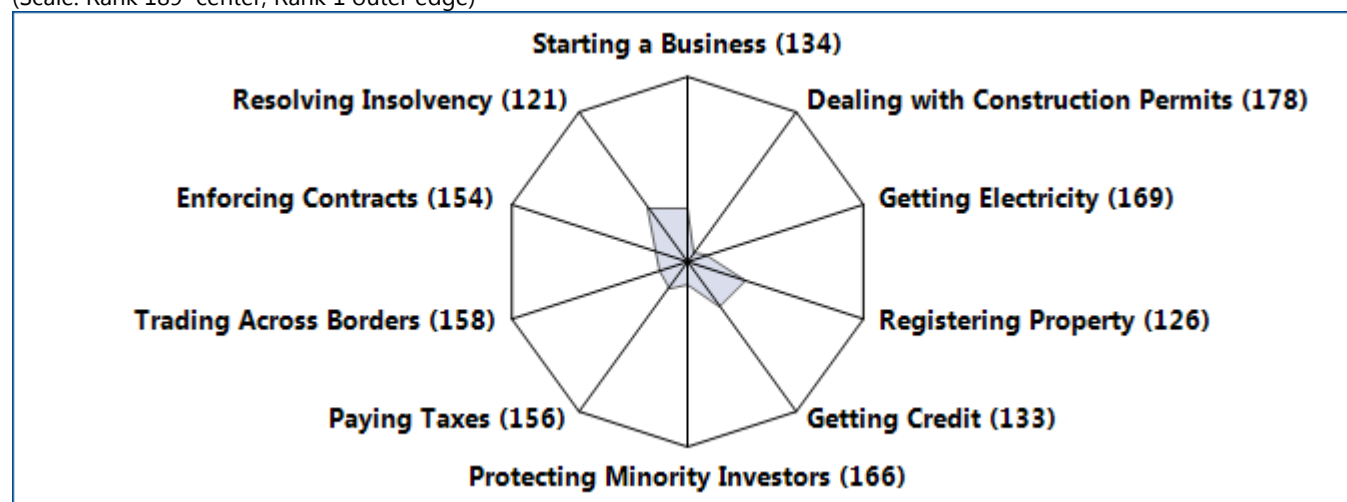 (Scale: Rank 189 center, Rank 1 outer edge)
Starting a Business (134)
Resolving Insolvency (121)
Dealing with Construction Permits (178)
Enforcing Contracts (154)
Getting Electricity (169)
Trading Across Borders (158)
Registering Property (126)
Paying Taxes (156)
Getting Credit (133)
Protecting Minority Investors (166)